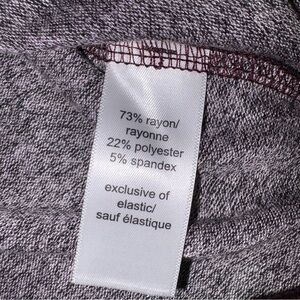 73% rayon/
rayonne
22% polyester
5% spandex
exclusive of
elastic/
sauf élastique